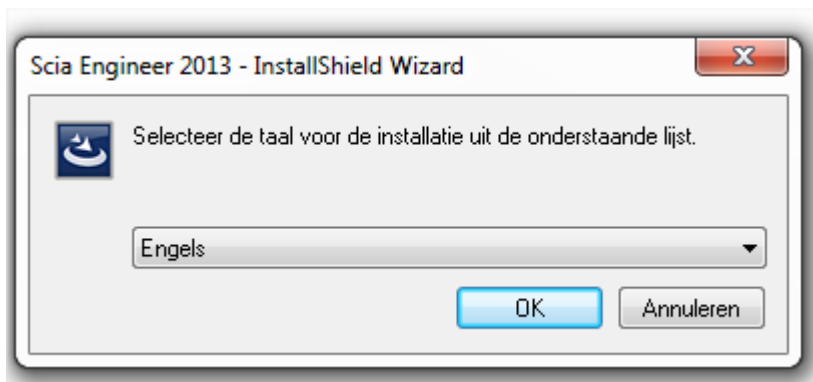 Scia Engineer 2013 - InstallShield Wizard
Selecteer de taal voor de installatie uit de onderstaande lijst.
Engels
OK
Annuleren